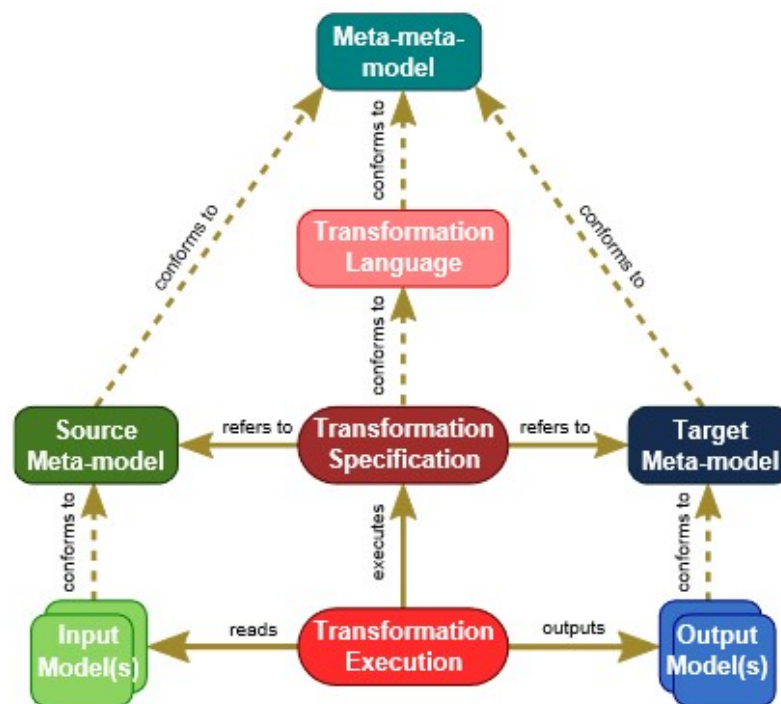 Meta-meta-
model
conforms to
conforms to
conforms to
Transformation
Language
conforms to
Source
Meta-model
refers to
Transformation
Specification
refers to
Target
Meta-model
conforms to
executes
conforms to
Input
Model(s)
reads
Transformation
Execution
outputs
Output
Model(s)